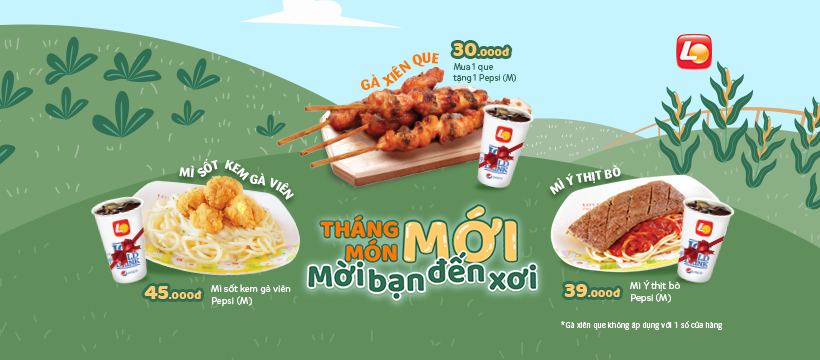 GÀ XIÊN QUE
30.000đ
Mua 1 que
tặng 1 Pepsi (M)
MÌ SỐT KEM GÀ VIÊN
45.000đ
Mì sốt kem gà viên
Pepsi (M)
THÁNG MỚI
MÓN MỚI
Mời bạn đến xơi
MÌ Ý THỊT BÒ
39.000đ
Mì Ý thịt bò
Pepsi (M)
*Gà xiên que không áp dụng với 1 số cửa hàng